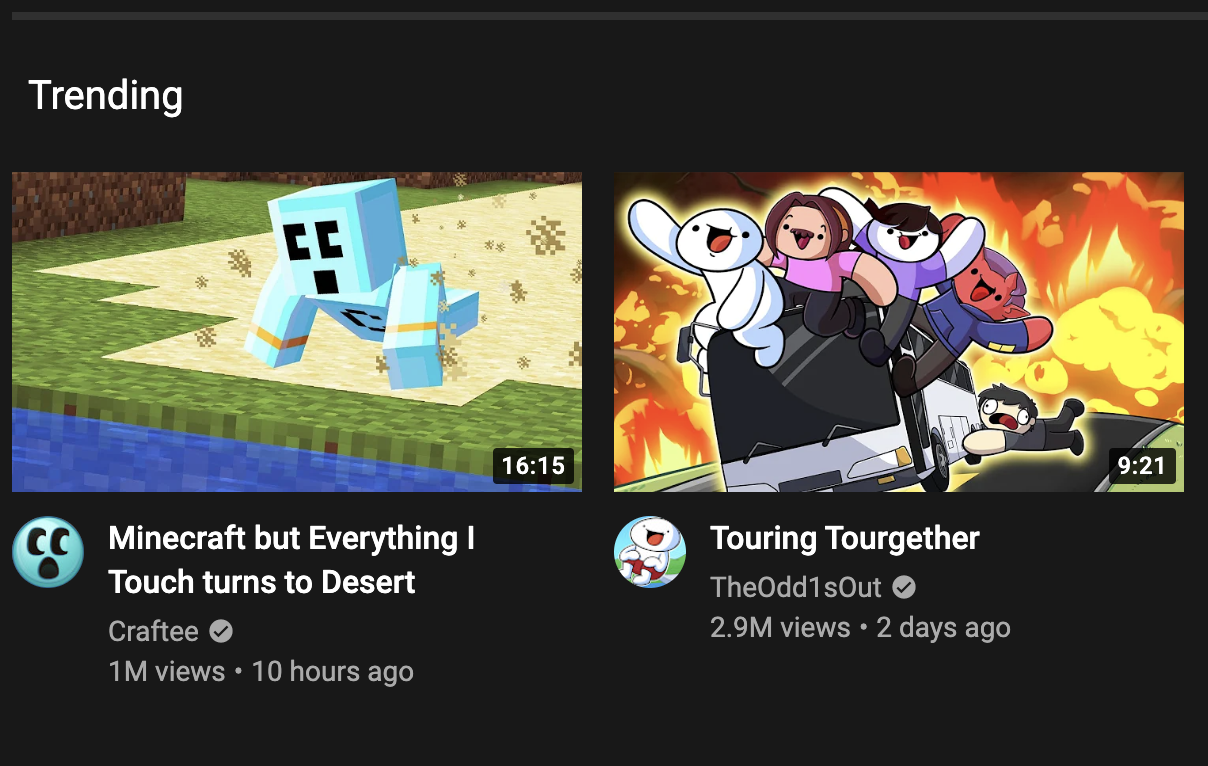 Trending
16:15
9:21
Minecraft but Everything I
Touch turns to Desert
Craftee
1M views • 10 hours ago
Touring Tourgether
TheOdd1sOut
2.9M views • 2 days ago